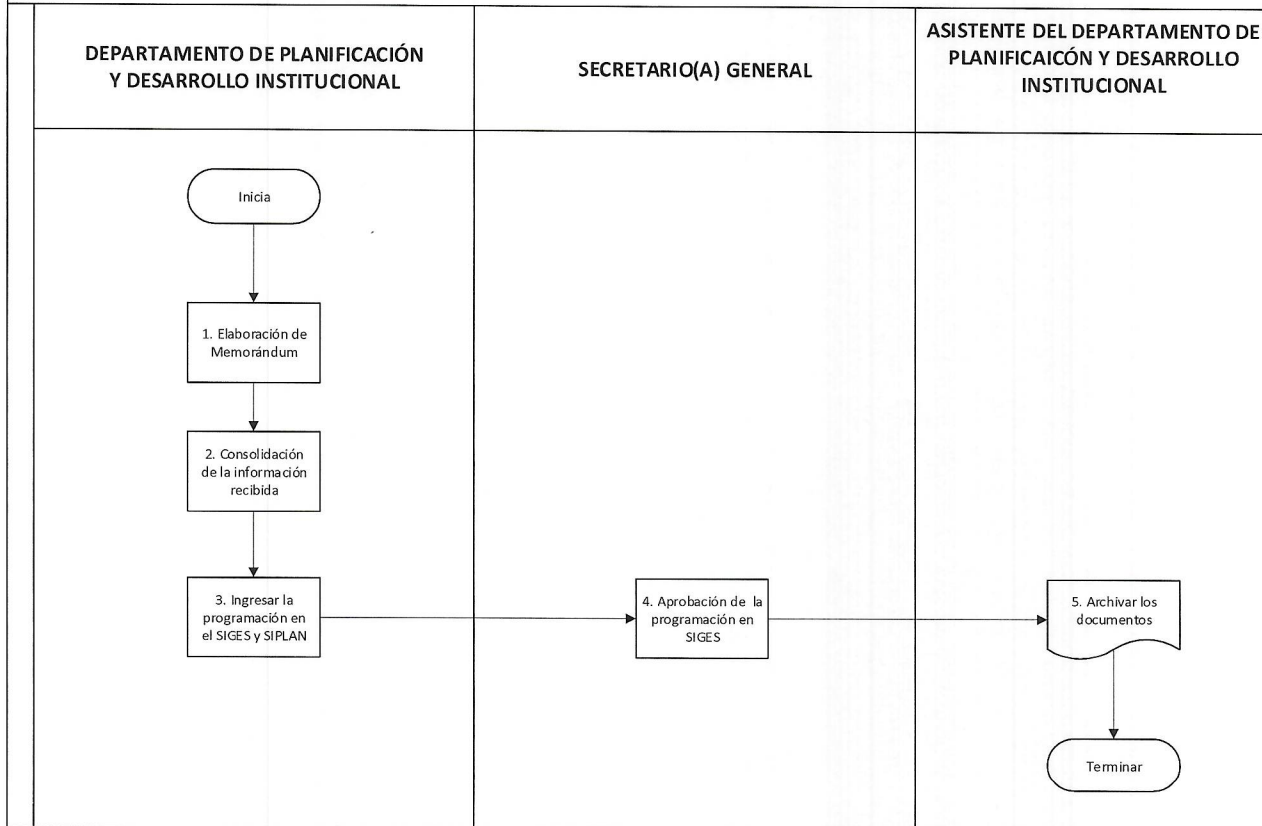 DEPARTAMENTO DE PLANIFICACIÓN
Y DESARROLLO INSTITUCIONAL
SECRETARIO(A) GENERAL
ASISTENTE DEL DEPARTAMENTO DE
PLANIFICAICÓN Y DESARROLLO
INSTITUCIONAL
Inicia
1. Elaboración de
Memorándum
2. Consolidación
de la información
recibida
3. Ingresar la
programación en
el SIGES y SIPLAN
4. Aprobación de la
programación en
SIGES
5. Archivar los
documentos
Terminar